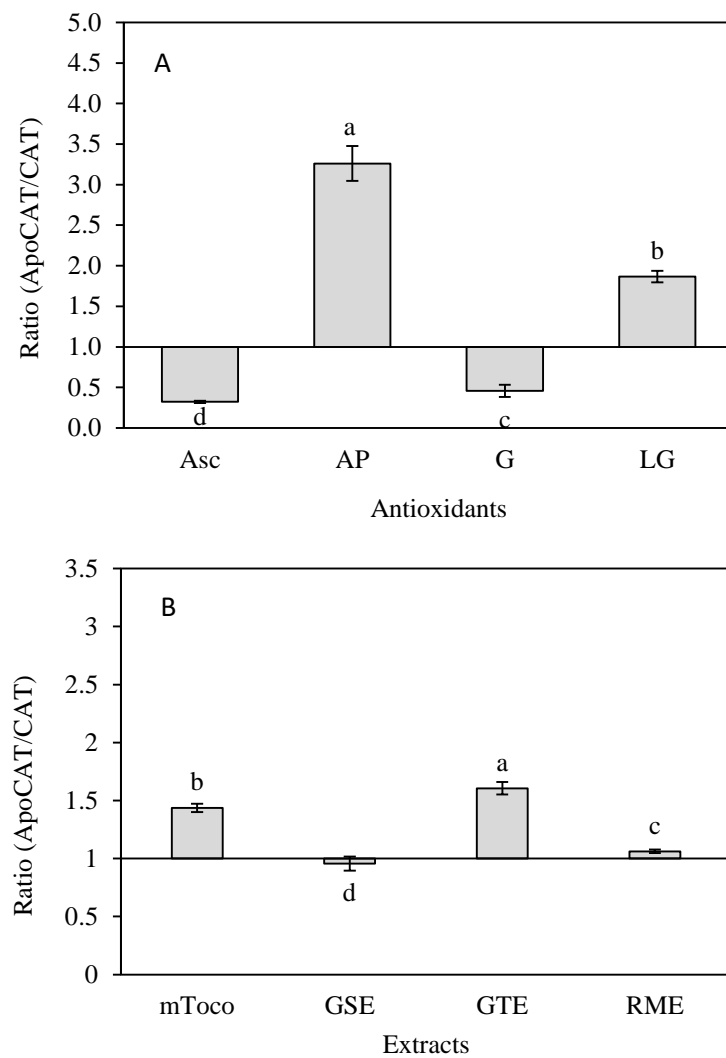 A
Ratio (ApoCAT/CAT)
5.0
4.5
4.0
3.5
3.0
2.5
2.0
1.5
1.0
0.5
0.0
a
b
d
c
Asc AP G LG
Antioxidants
B
Ratio (ApoCAT/CAT)
3.5
3
2.5
2
1.5
1
0.5
0
b
a
c
d
mToco GSE GTE RME
Extracts